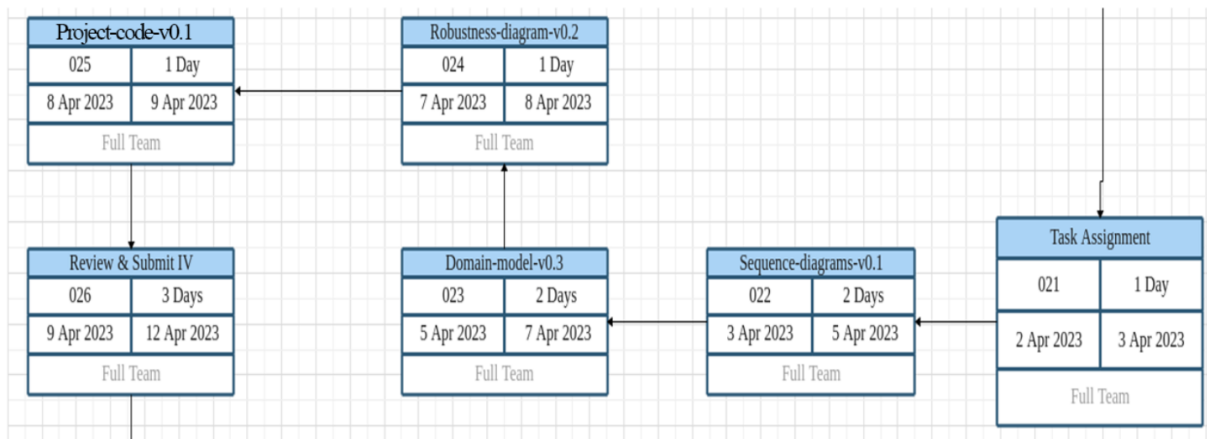 Project-code-v0.1
025 1 Day
8 Apr 2023 9 Apr 2023
Full Team
Robustness-diagram-v0.2
024 1 Day
7 Apr 2023 8 Apr 2023
Full Team
Review & Submit IV
026 3 Days
9 Apr 2023 12 Apr 2023
Full Team
Domain-model-v0.3
023 2 Days
5 Apr 2023 7 Apr 2023
Full Team
Sequence-diagrams-v0.1
022 2 Days
3 Apr 2023 5 Apr 2023
Full Team
Task Assignment
021 1 Day
2 Apr 2023 3 Apr 2023
Full Team